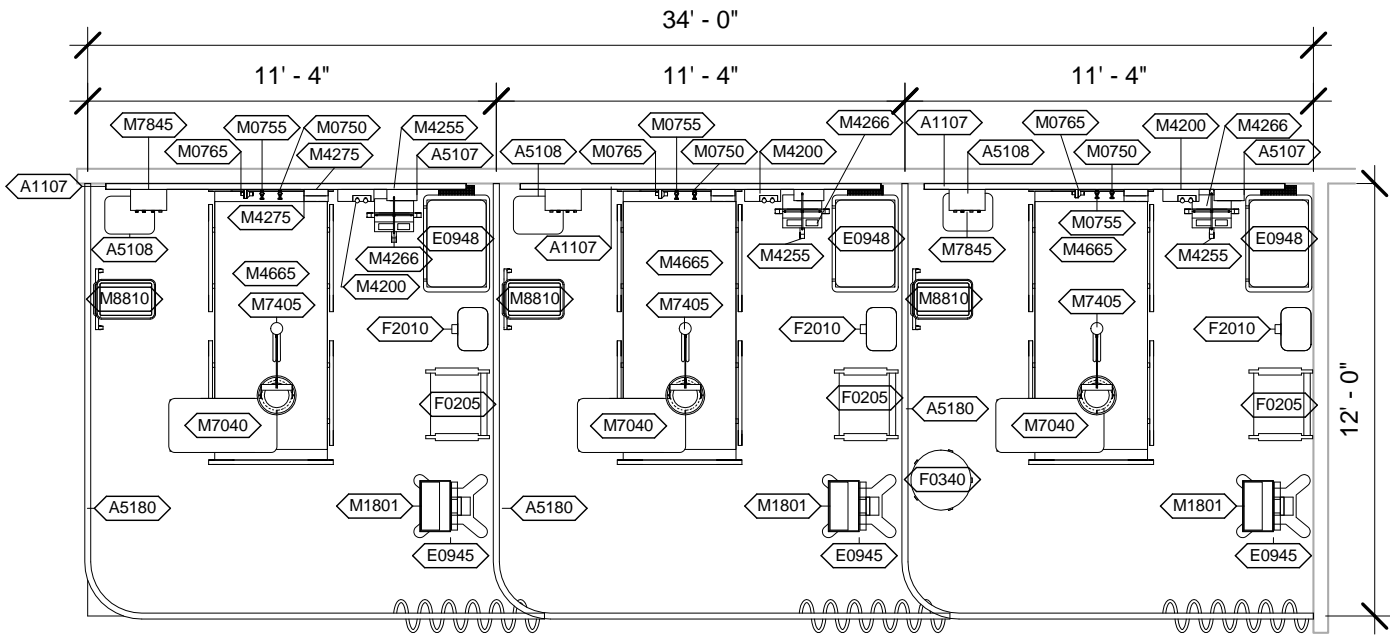 34' - 0"
11' - 4" 11' - 4" 11' - 4"
M7845 M0755 M0750 M4255 M0755 M4266 A1107 M0765 M4200 M4266
M0765 M4275 A5107 A5108 M0765 M0750 M4200 A5108 M0750 A5107
A1107
M4275 M0755
A5108 M4266 A1107 M4255 E0948 E0948 M7845 M4665 M4255 E0948
M4665 M4200 M4665
M8810 M8810 M8810
M7405 M7405 M7405
F2010 F2010 F2010
F0205 F0205 A5180 F0205
M7040 M7040 M7040
12' - 0"
F0340
A5180 M1801 A5180 M1801 M1801
E0945 E0945 E0945